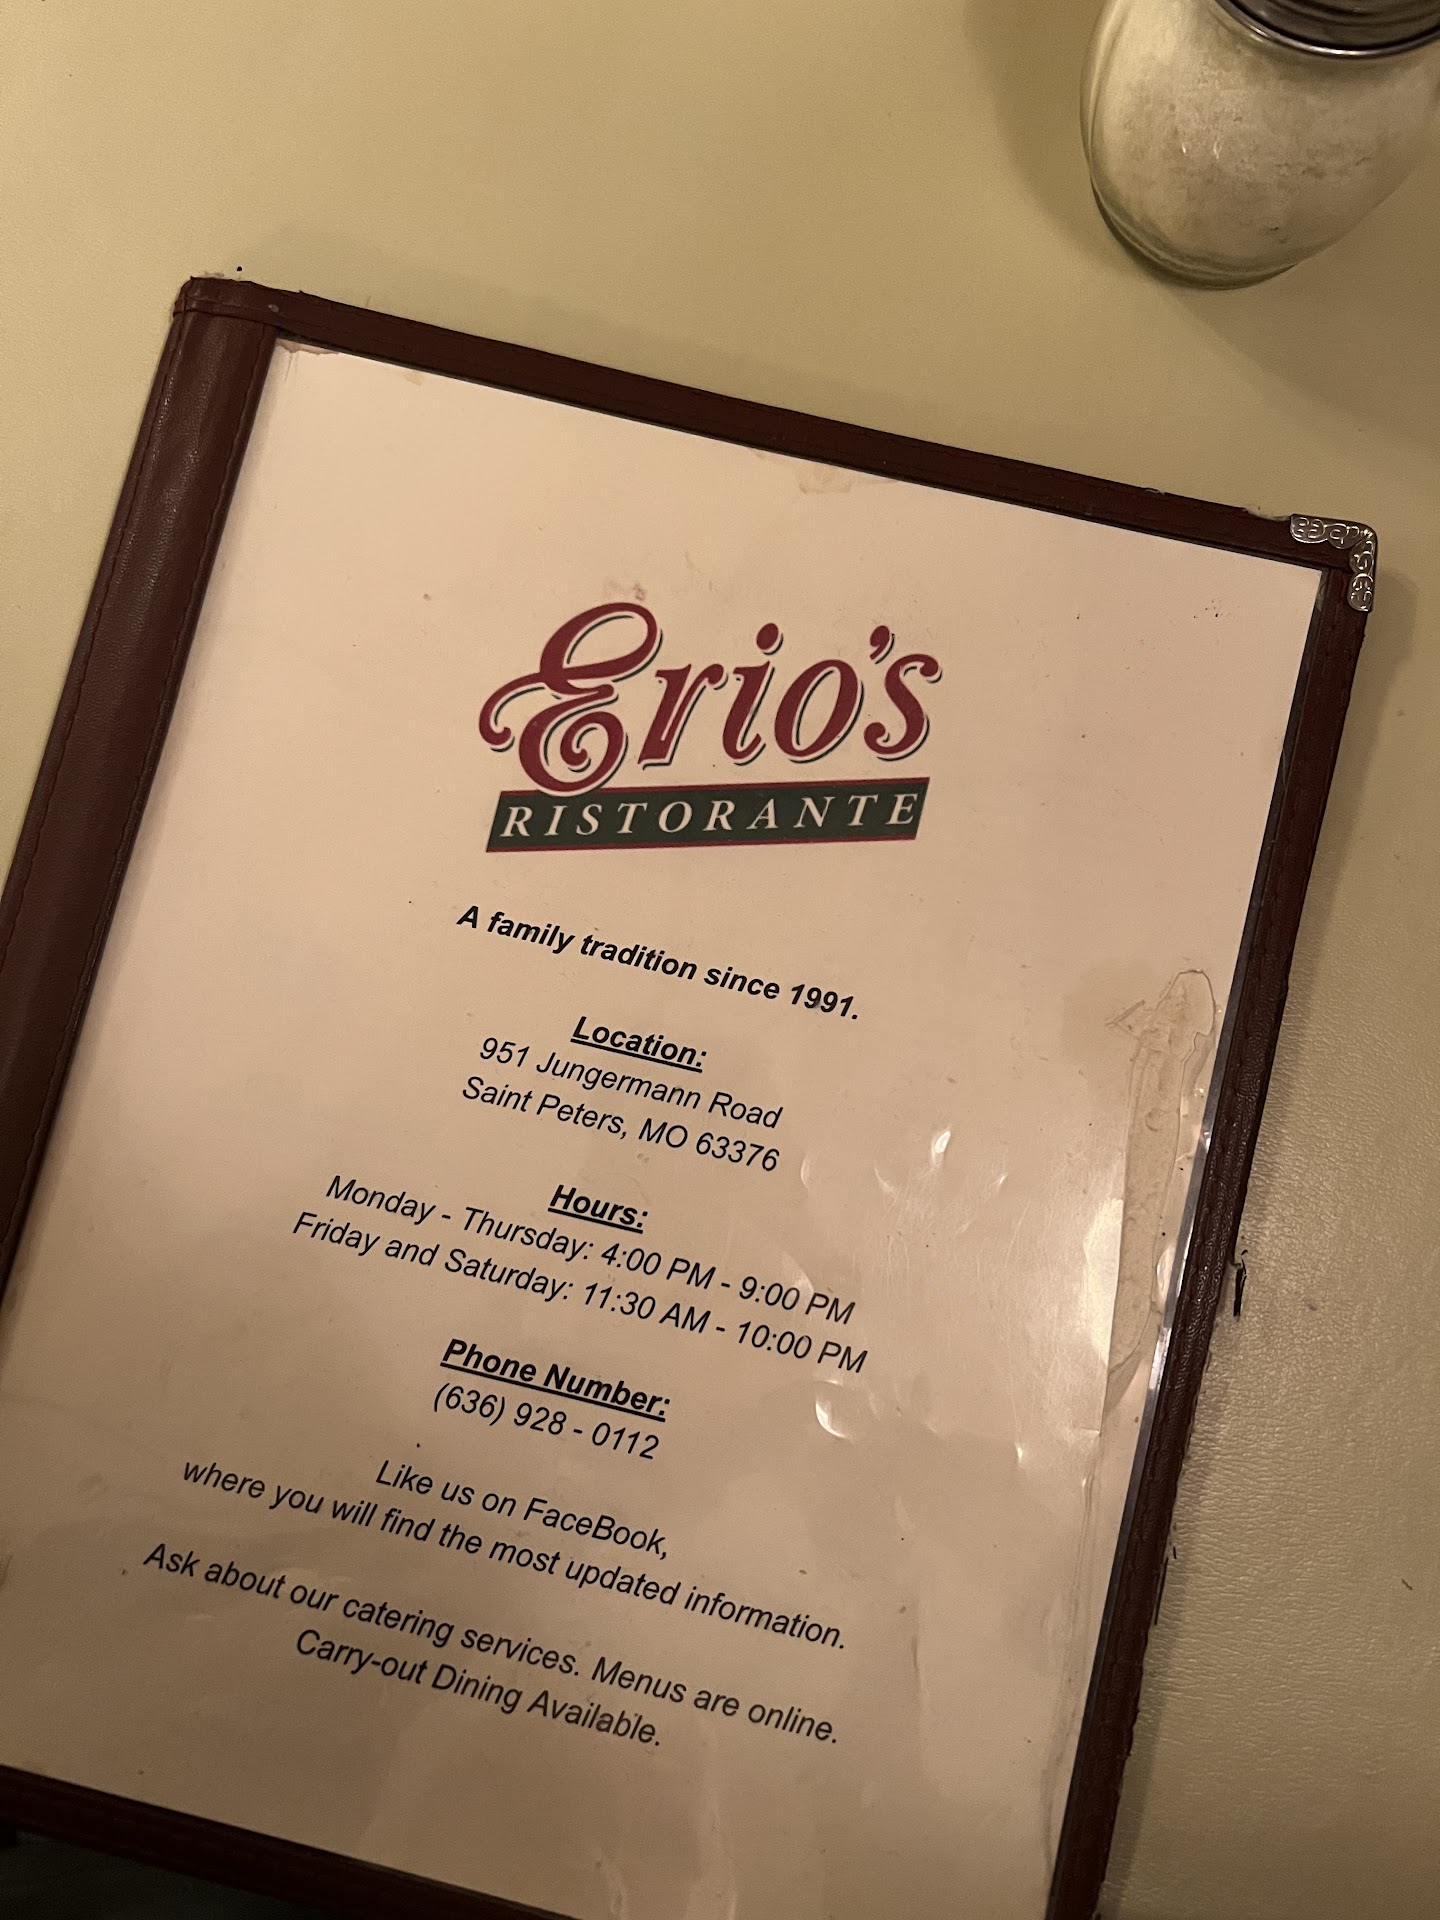 Erio's
RISTORANTE
A family tradition since 1991.
Location:
951 Jungermann Road
Saint Peters, MO 63376
Hours:
Monday - Thursday: 4:00 PM - 9:00 PM
Friday and Saturday: 11:30 AM - 10:00 PM
Phone Number:
(636) 928 - 0112
Like us on FaceBook,
where you will find the most updated information.
Ask about our catering services. Menus are online.
Carry-out Dining Available.